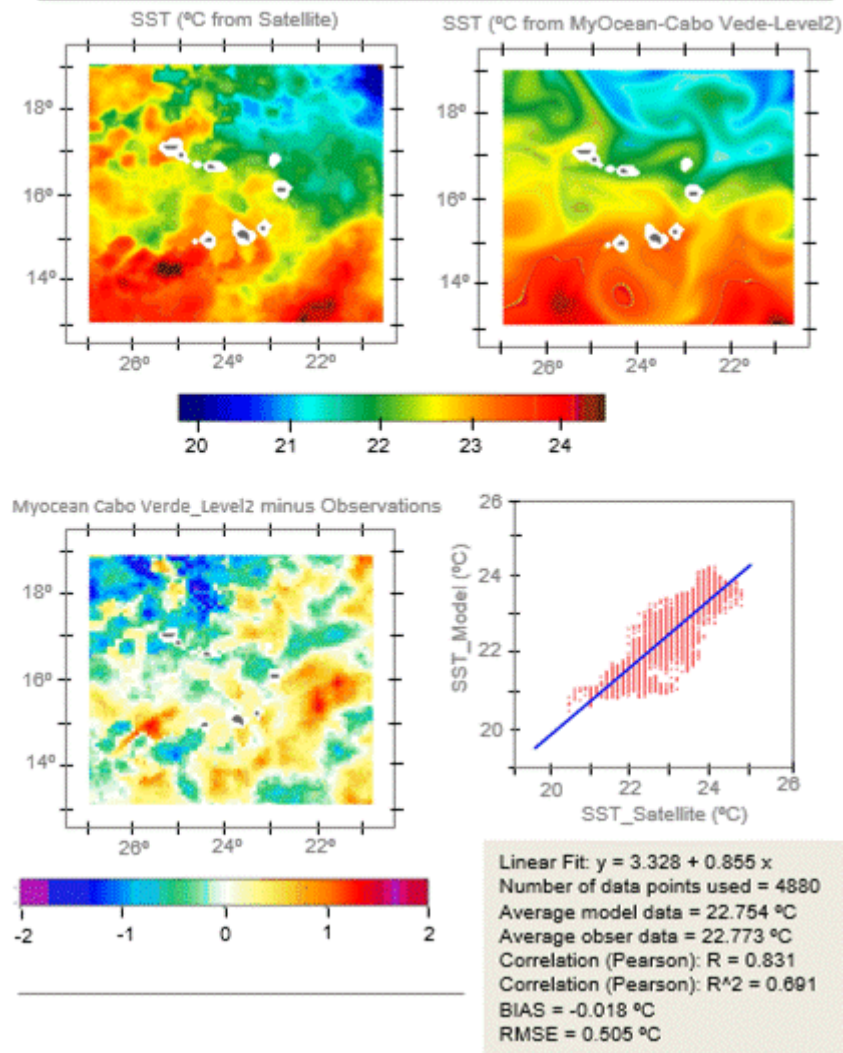 SST (ºC from Satellite)
SST (ºC from MyOcean-Cabo Vede-Level2)
18º
16º
14º
26º 24º 22º
18º
16º
14º
26º 24º 22º
20 21 22 23 24
Myocean Cabo Verde_Level2 minus Observations
18º
16º
14º
26º 24º 22º
-2 -1 0 1 2
26
24
22
20
SST_Model (ºC)
20 22 24 26
SST_Satellite (ºC)
Linear Fit: y = 3.328 + 0.855 x
Number of data points used = 4880
Average model data = 22.754 ºC
Average obser data = 22.773 ºC
Correlation (Pearson): R = 0.831
Correlation (Pearson): R^2 = 0.691
BIAS = -0.018 ºC
RMSE = 0.505 ºC